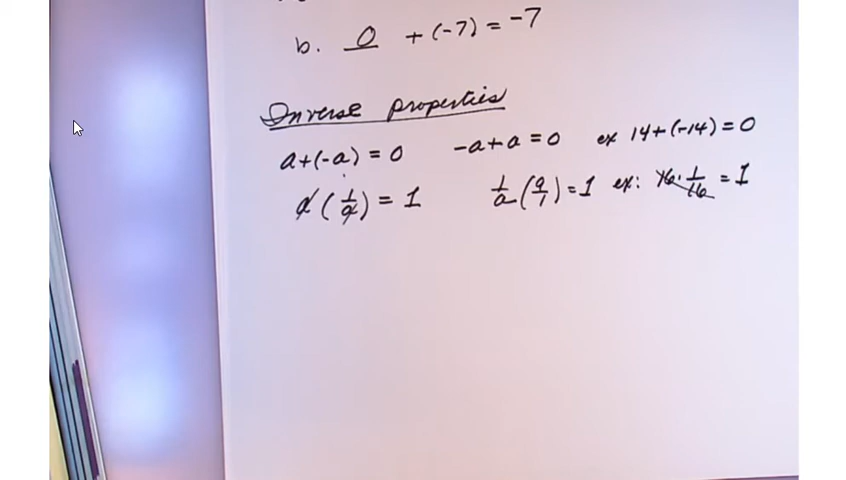 b. 0 + (-7) = -7
Inverse properties
a + (-a) = 0 -a + a = 0 ex 14 + (-14) = 0
a (1/a) = 1 1/a (a/1) = 1 ex: 16 · 1/16 = 1